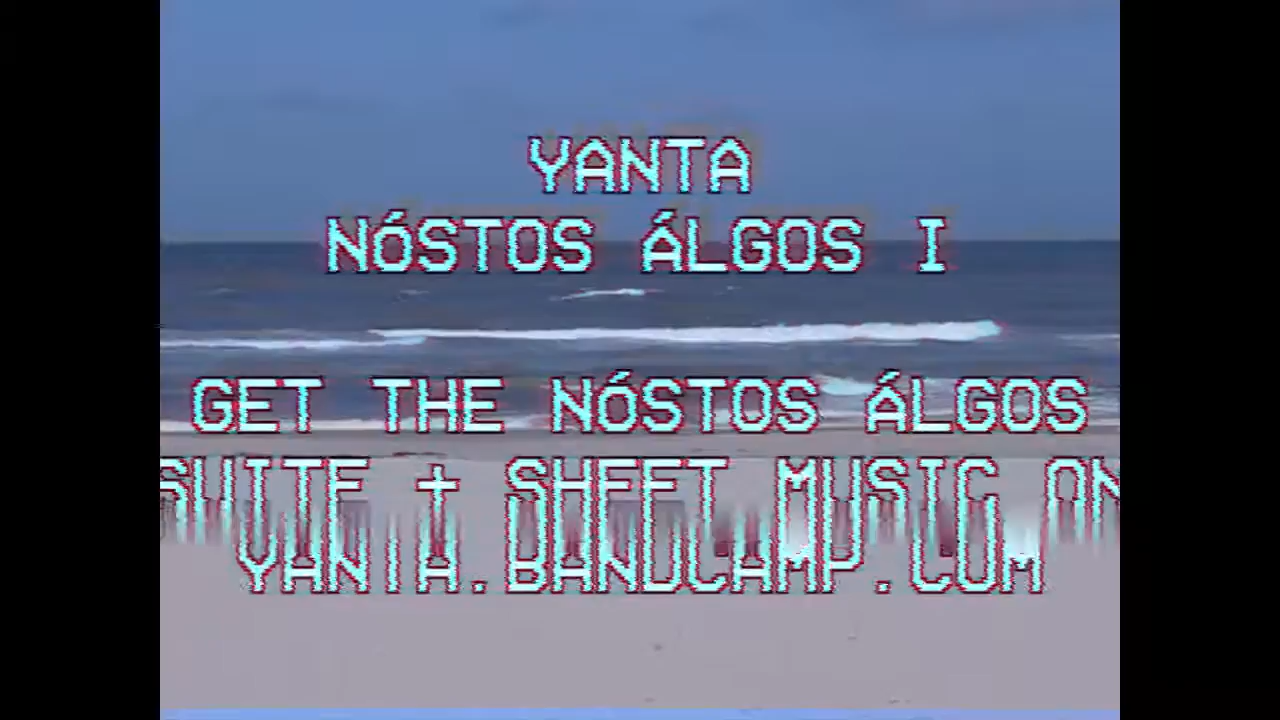 YANTA
NÓSTOS ÁLGOS I
GET THE NÓSTOS ÁLGOS
SUITE + SHEET MUSIC ON
YANTA.BANDCAMP.COM